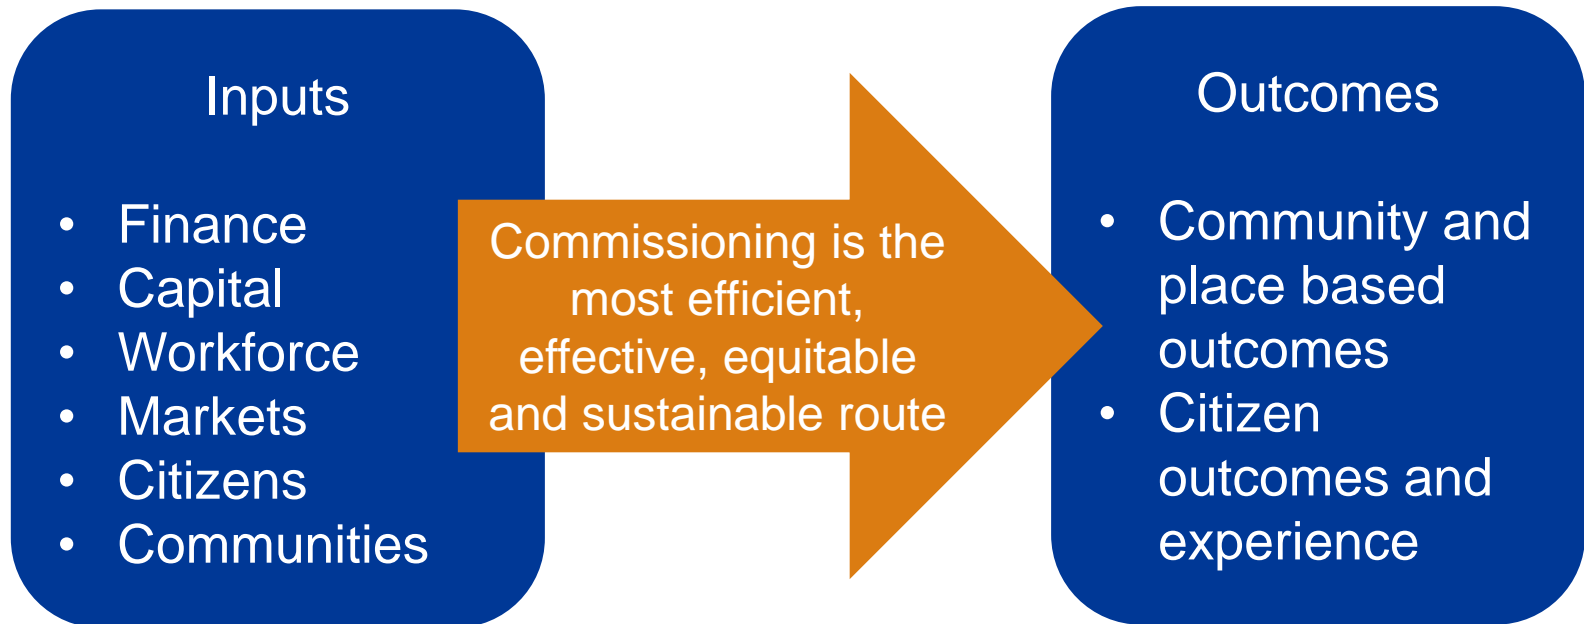 Inputs
• Finance
• Capital
• Workforce
• Markets
• Citizens
• Communities
Commissioning is the
most efficient,
effective, equitable
and sustainable route
Outcomes
• Community and
place based
outcomes
• Citizen
outcomes and
experience